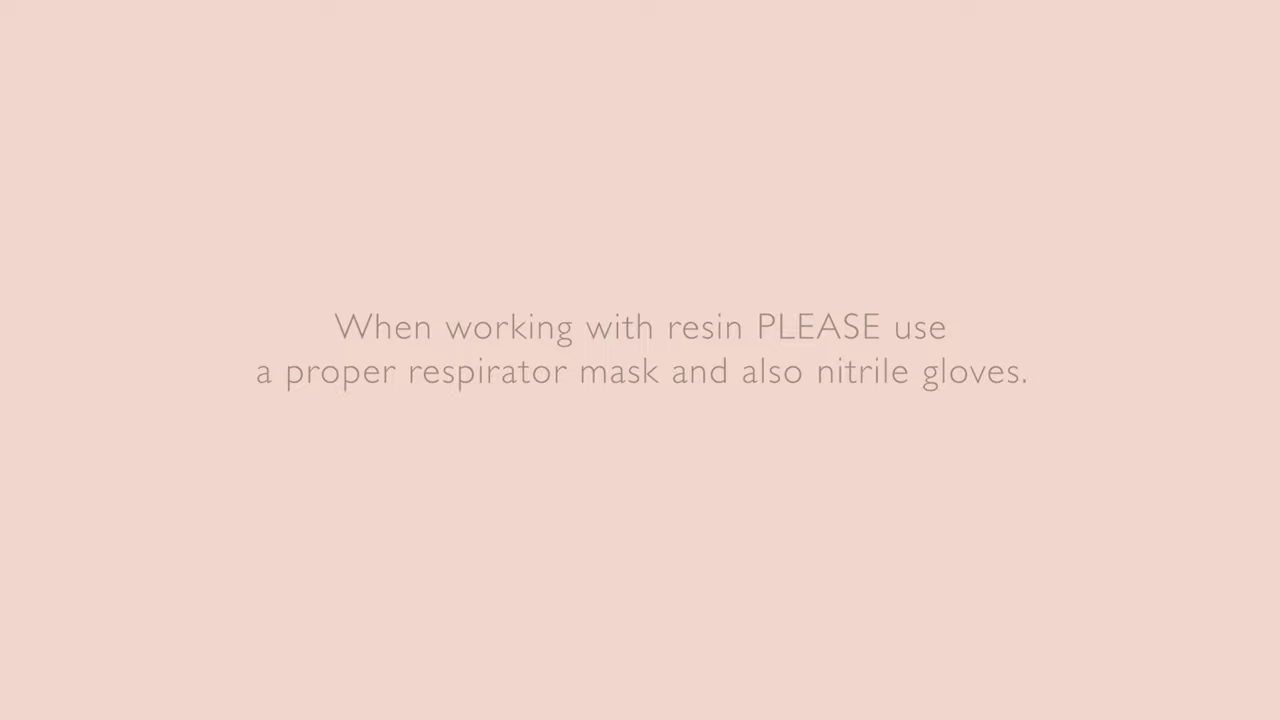 When working with resin PLEASE use
a proper respirator mask and also nitrile gloves.